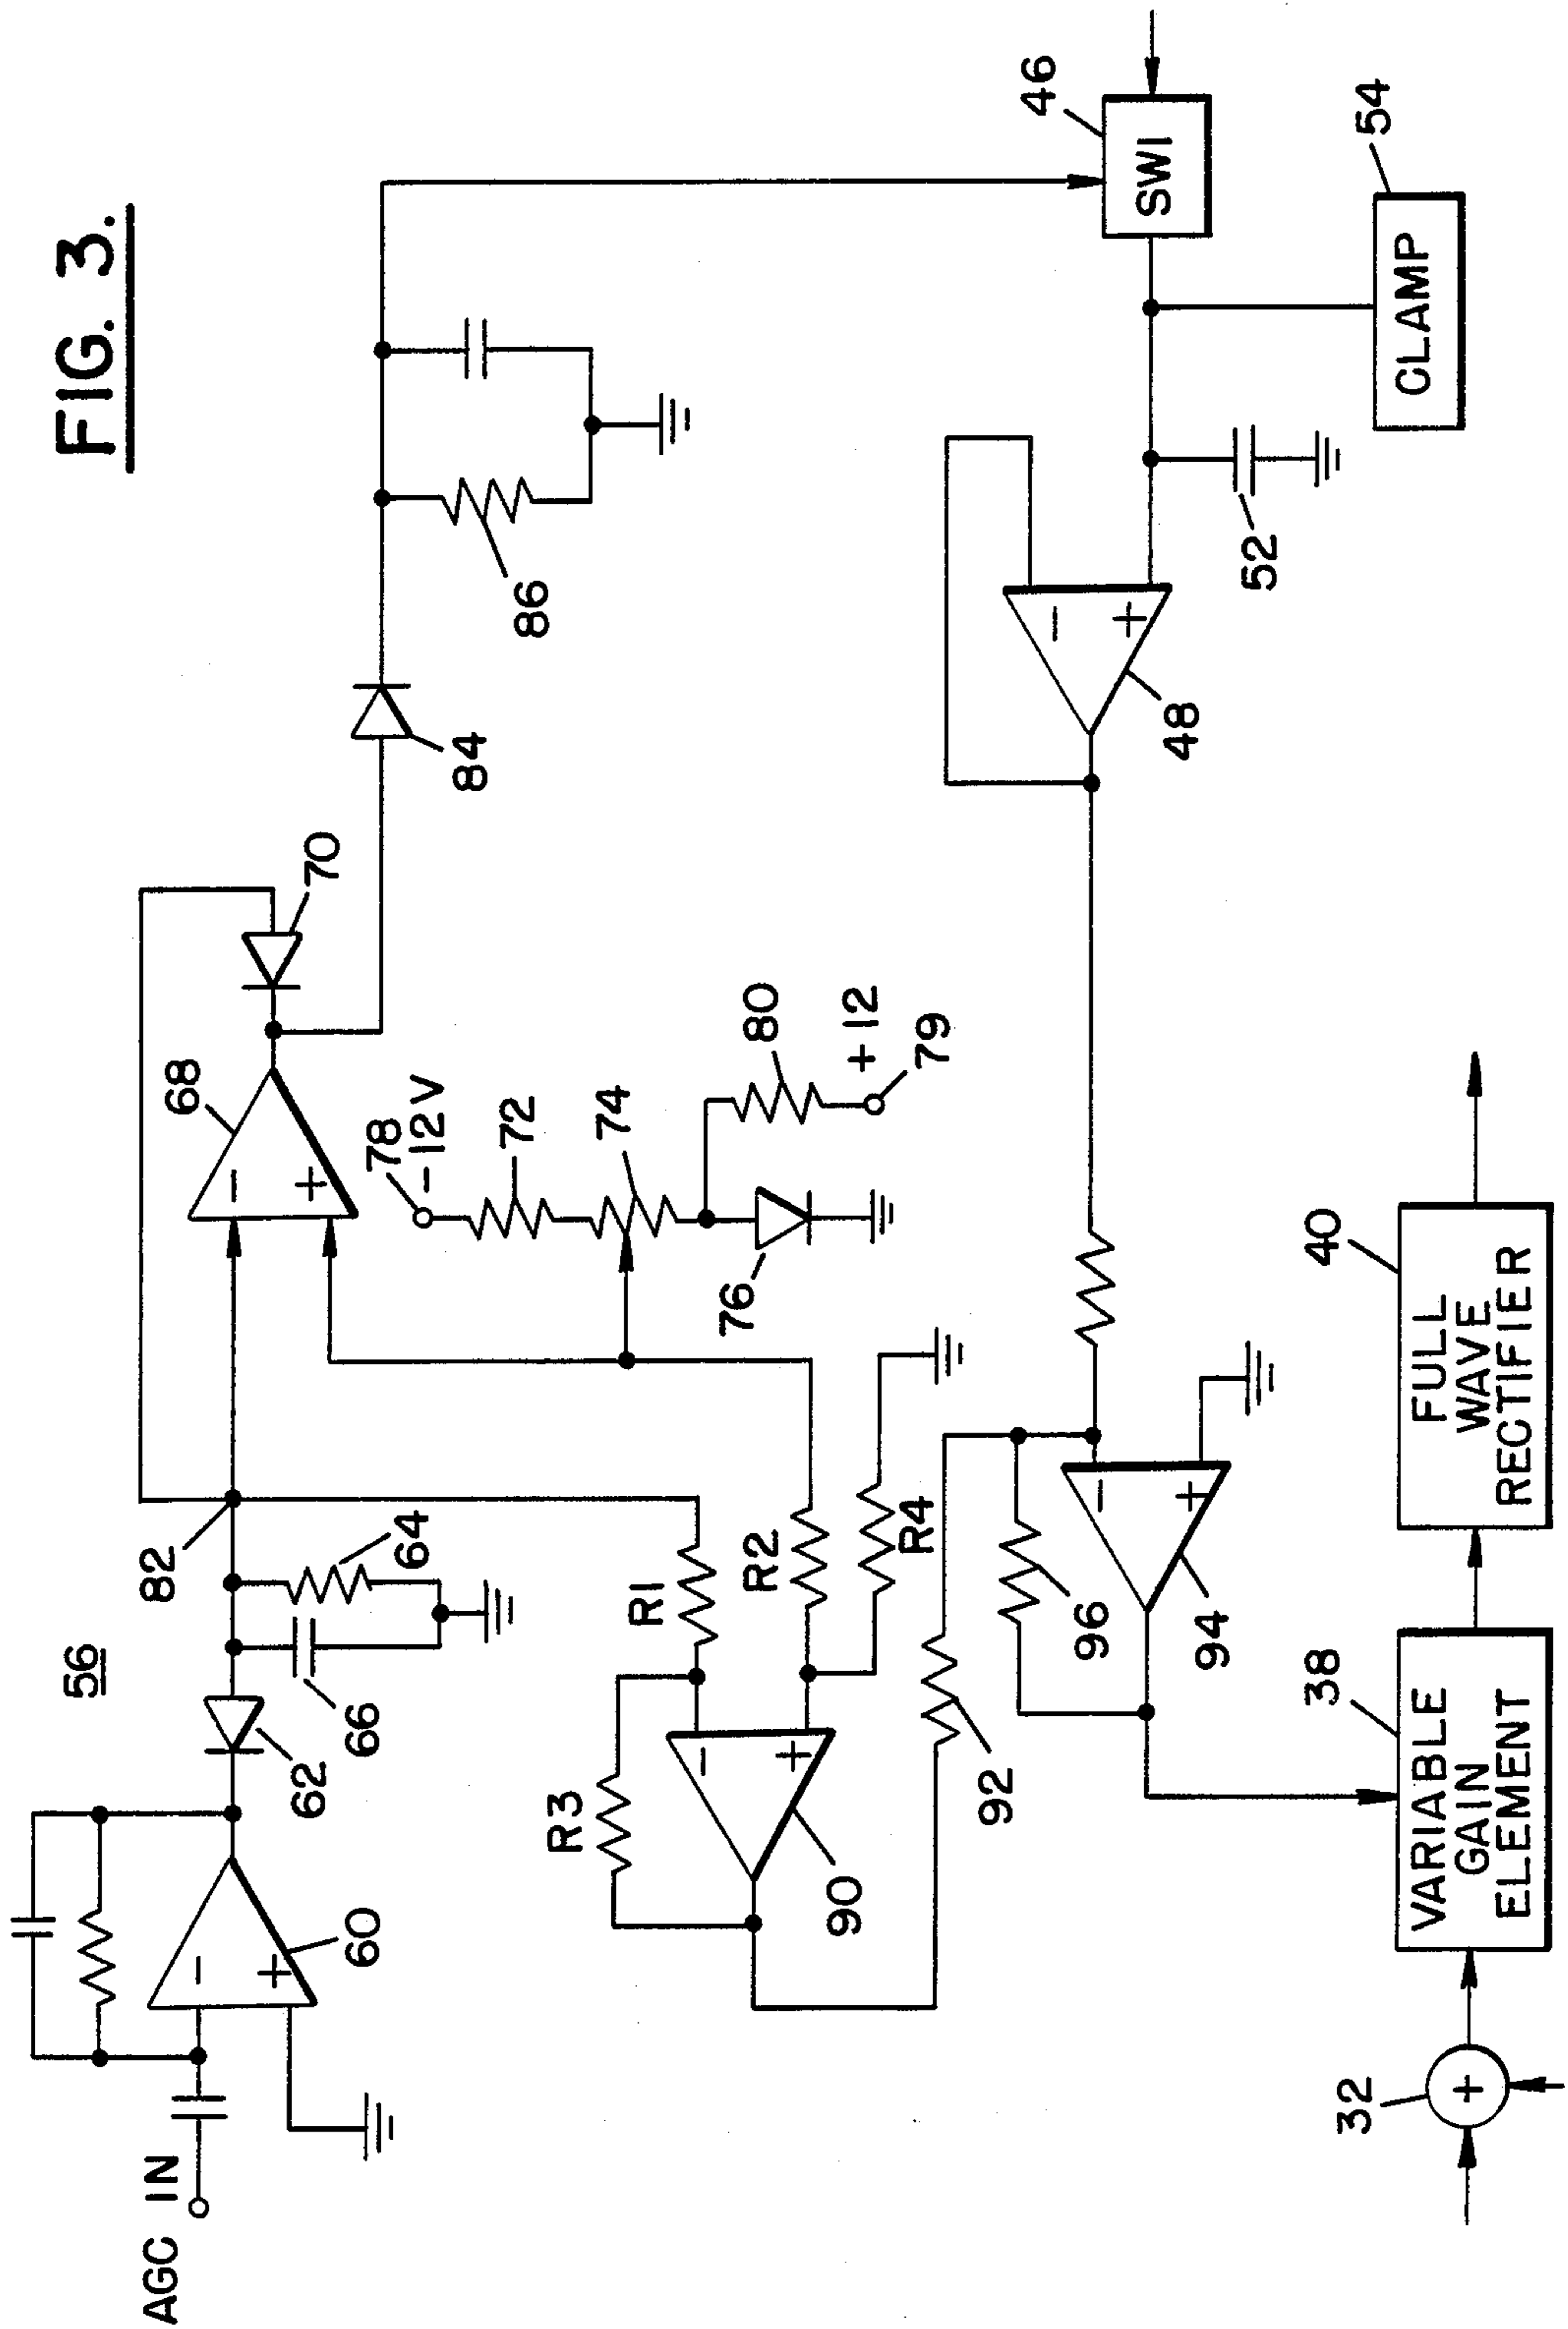 FIG. 3.
56
AGC IN
60
62
66
64
82
68
70
84
86
78
-12 V
72
74
76
80
+12
79
R1
R2
R3
R4
90
92
96
94
48
52
46
SW1
54
CLAMP
32
38
VARIABLE
GAIN
ELEMENT
40
FULL
WAVE
RECTIFIER
−
+
−
+
−
+
−
+
−
+
+